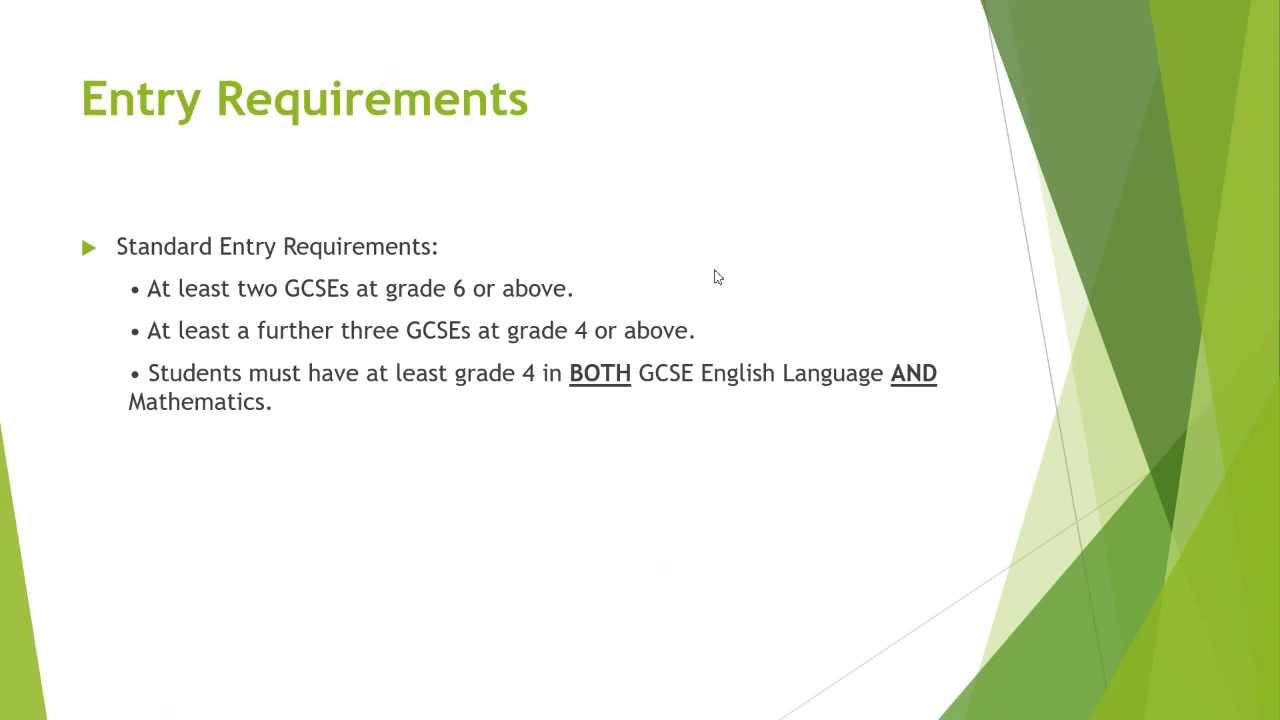 Entry Requirements
Standard Entry Requirements:
• At least two GCSEs at grade 6 or above.
• At least a further three GCSEs at grade 4 or above.
• Students must have at least grade 4 in BOTH GCSE English Language AND
Mathematics.